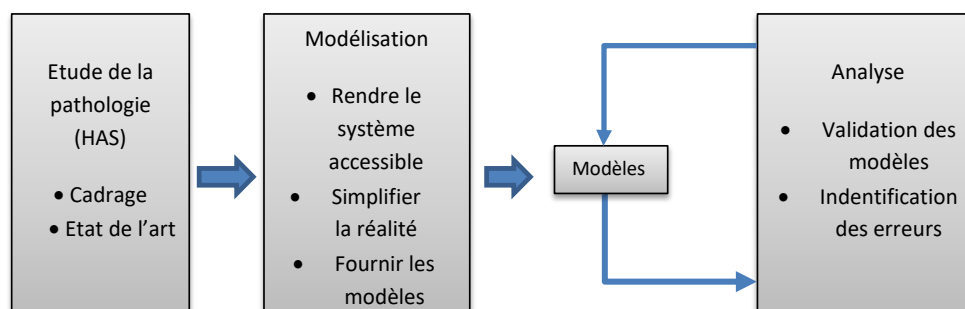 Etude de la
pathologie
(HAS)
• Cadrage
• Etat de l’art
Modélisation
• Rendre le
système
accessible
• Simplifier
la réalité
• Fournir les
modèles
Modèles
Analyse
• Validation des
modèles
• Indentification
des erreurs